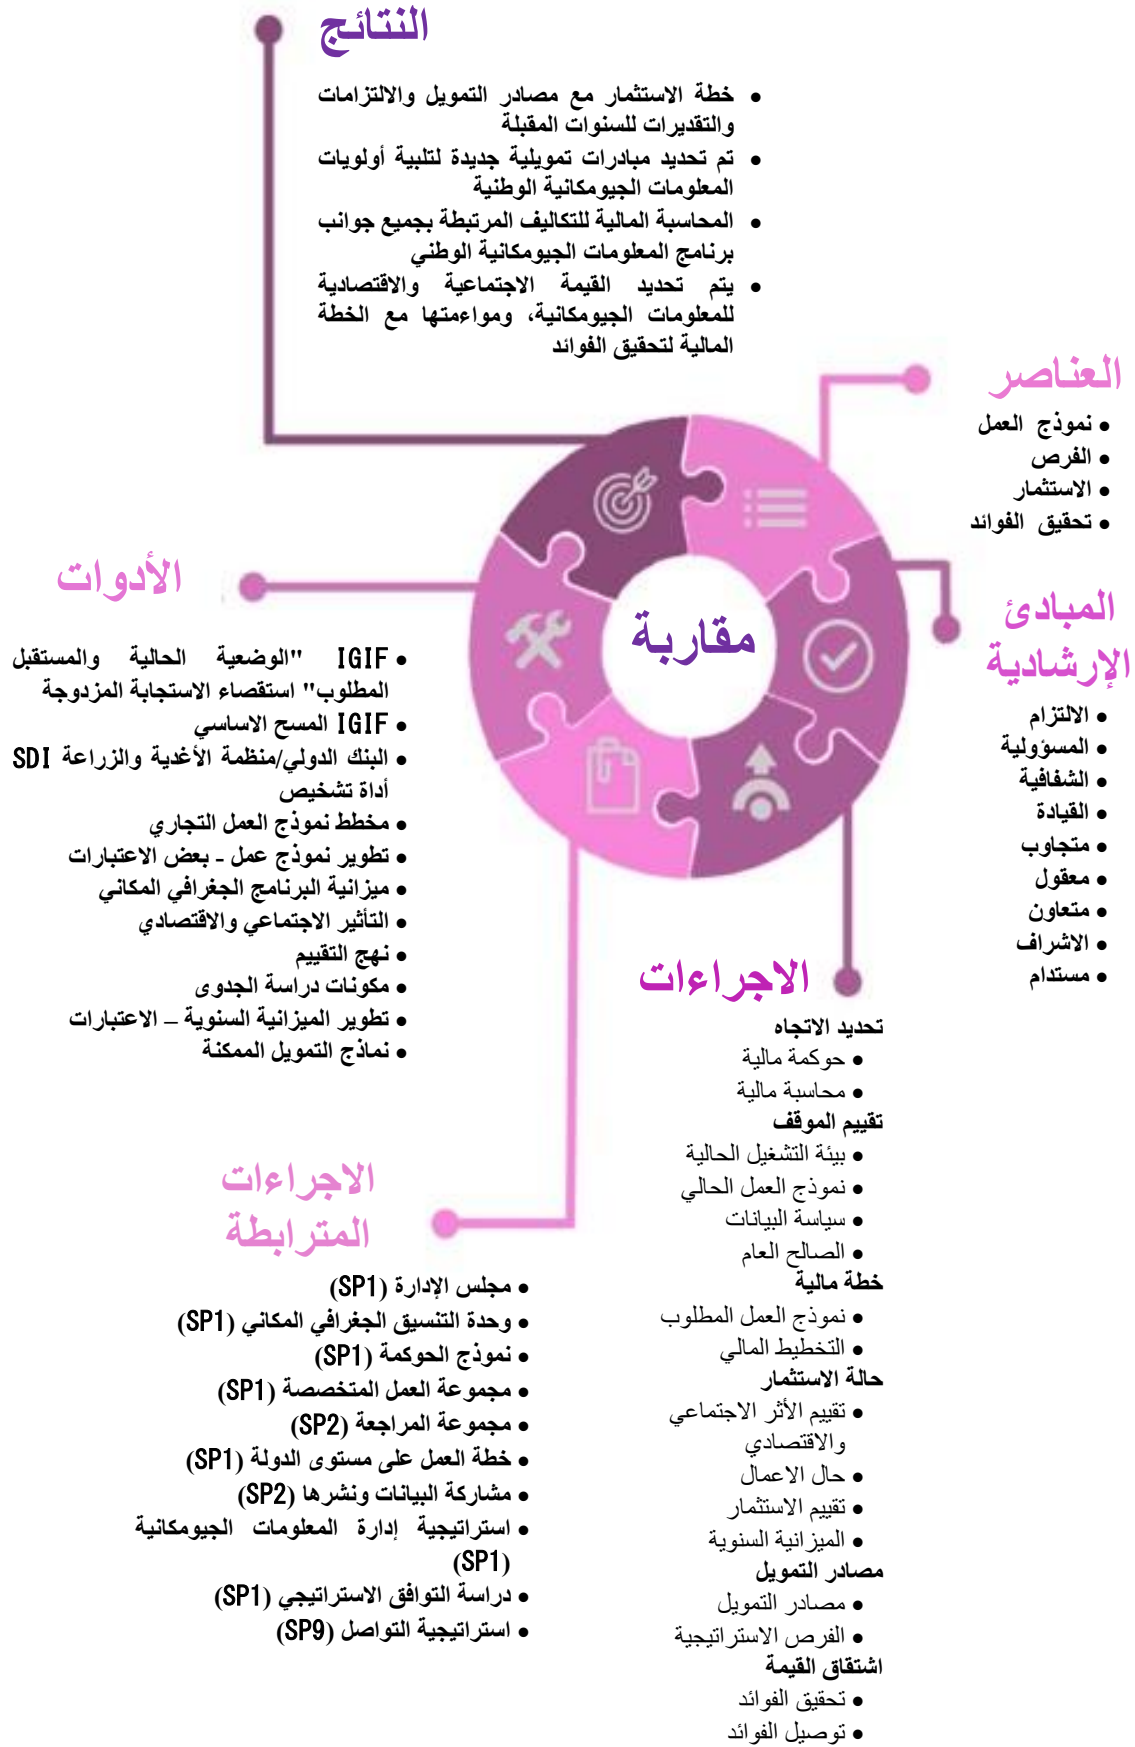 النتائج
• خطة الاستثمار مع مصادر التمويل والالتزامات
والتقديرات للسنوات المقبلة
• تم تحديد مبادرات تمويلية جديدة لتلبية أولويات
المعلومات الجيومكانية الوطنية
• المحاسبة المالية للتكاليف المرتبطة بجميع جوانب
برنامج المعلومات الجيومكانية الوطني
• يتم تحديد القيمة الاجتماعية والاقتصادية
للمعلومات الجيومكانية، ومواءمتها مع الخطة
المالية لتحقيق الفوائد
العناصر
• نموذج العمل
• الفرص
• الاستثمار
• تحقيق الفوائد
مقاربة
المبادئ
الإرشادية
• الالتزام
• المسؤولية
• الشفافية
• القيادة
• متجاوب
• معقول
• متعاون
• الاشراف
• مستدام
الأدوات
• IGIF "الوضعية الحالية والمستقبل
المطلوب" استقصاء الاستجابة المزدوجة
• IGIF المسح الاساسي
• البنك الدولي/منظمة الأغدية والزراعة SDI
أداة تشخيص
• مخطط نموذج العمل التجاري
• تطوير نموذج عمل - بعض الاعتبارات
• ميزانية البرنامج الجغرافي المكاني
• التأثير الاجتماعي والاقتصادي
• نهج التقييم
• مكونات دراسة الجدوى
• تطوير الميزانية السنوية – الاعتبارات
• نماذج التمويل الممكنة
الاجراءات
تحديد الاتجاه
• حوكمة مالية
• محاسبة مالية
تقييم الموقف
• بيئة التشغيل الحالية
• نموذج العمل الحالي
• سياسة البيانات
• الصالح العام
خطة مالية
• نموذج العمل المطلوب
• التخطيط المالي
حالة الاستثمار
• تقييم الأثر الاجتماعي
والاقتصادي
• حال الاعمال
• تقييم الاستثمار
• الميزانية السنوية
مصادر التمويل
• مصادر التمويل
• الفرص الاستراتيجية
اشتقاق القيمة
• تحقيق الفوائد
• توصيل الفوائد
الاجراءات
المترابطة
• مجلس الإدارة (SP1)
• وحدة التنسيق الجغرافي المكاني (SP1)
• نموذج الحوكمة (SP1)
• مجموعة العمل المتخصصة (SP1)
• مجموعة المراجعة (SP2)
• خطة العمل على مستوى الدولة (SP1)
• مشاركة البيانات ونشرها (SP2)
• استراتيجية إدارة المعلومات الجيومكانية
(SP1)
• دراسة التوافق الاستراتيجي (SP1)
• استراتيجية التواصل (SP9)